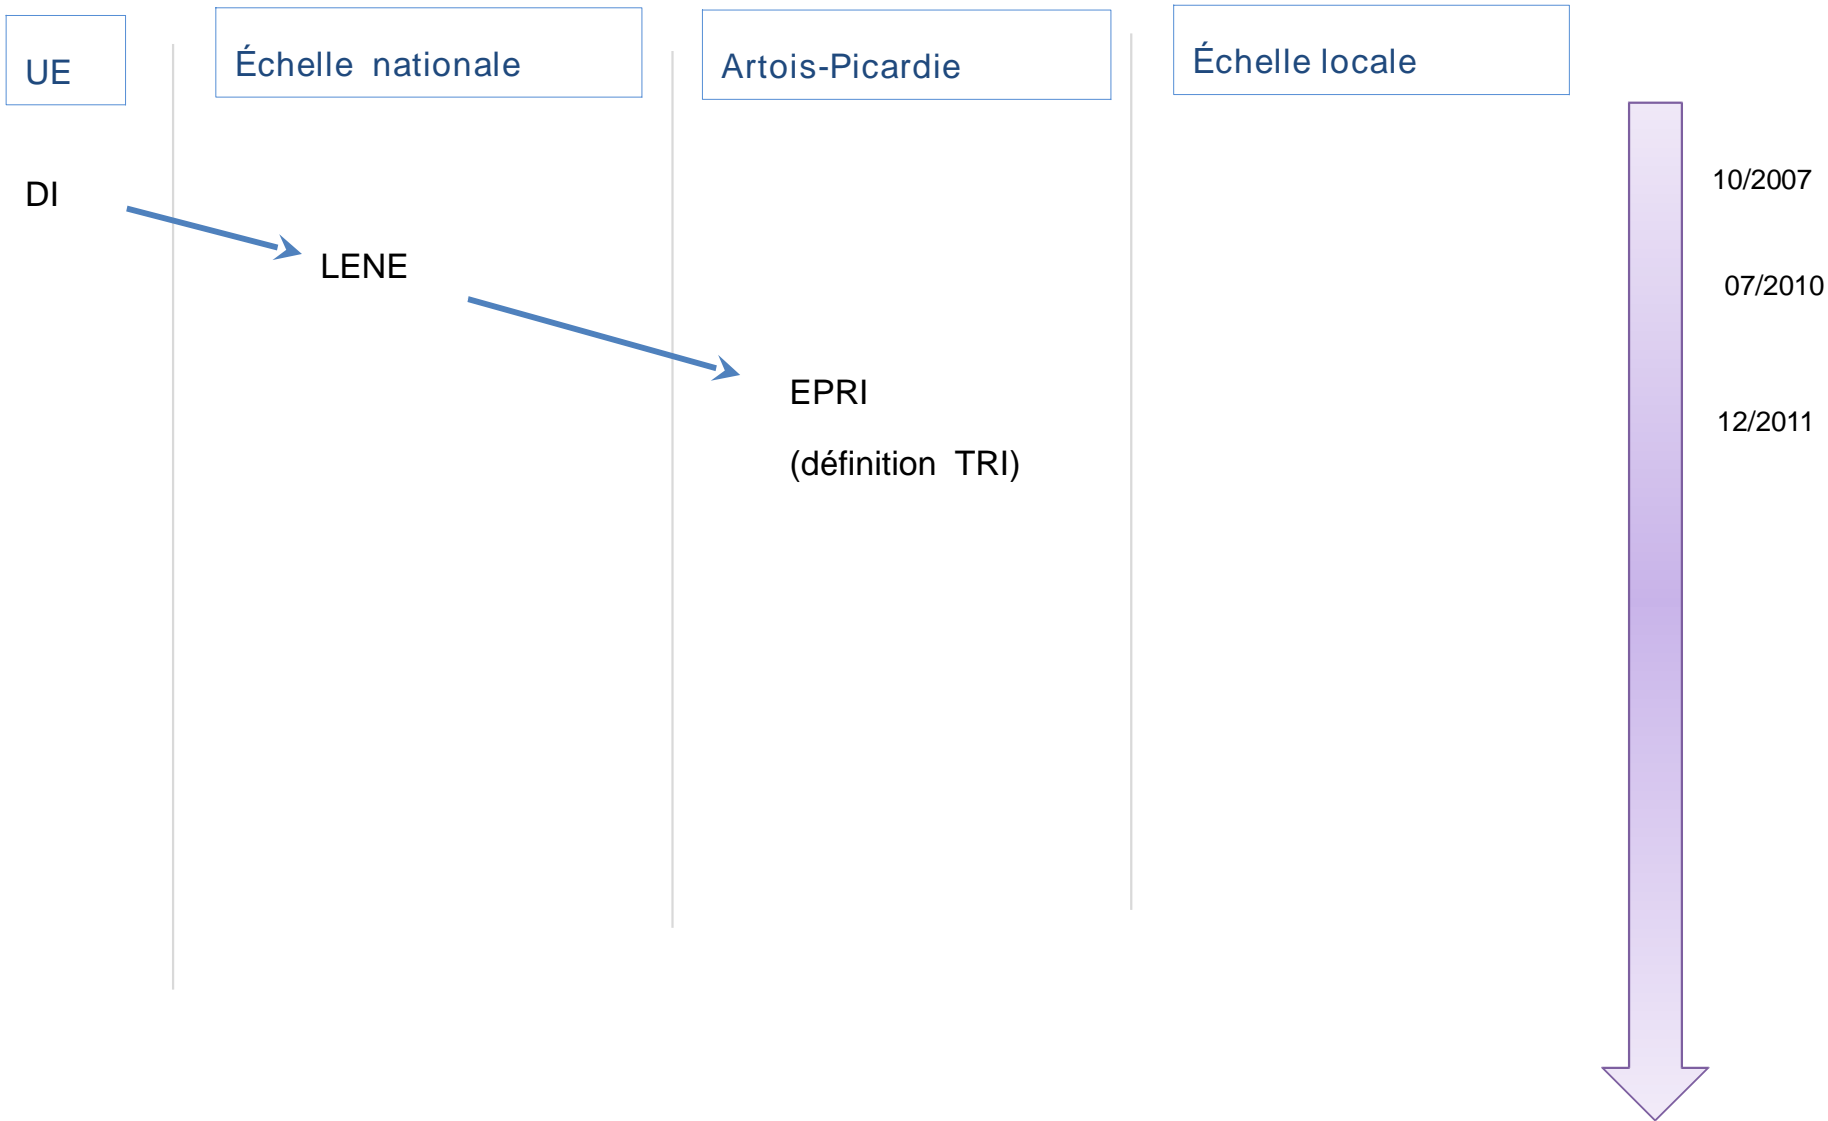 UE
Échelle nationale
Artois-Picardie
Échelle locale
DI
10/2007
LENE
07/2010
EPRI
12/2011
(définition TRI)